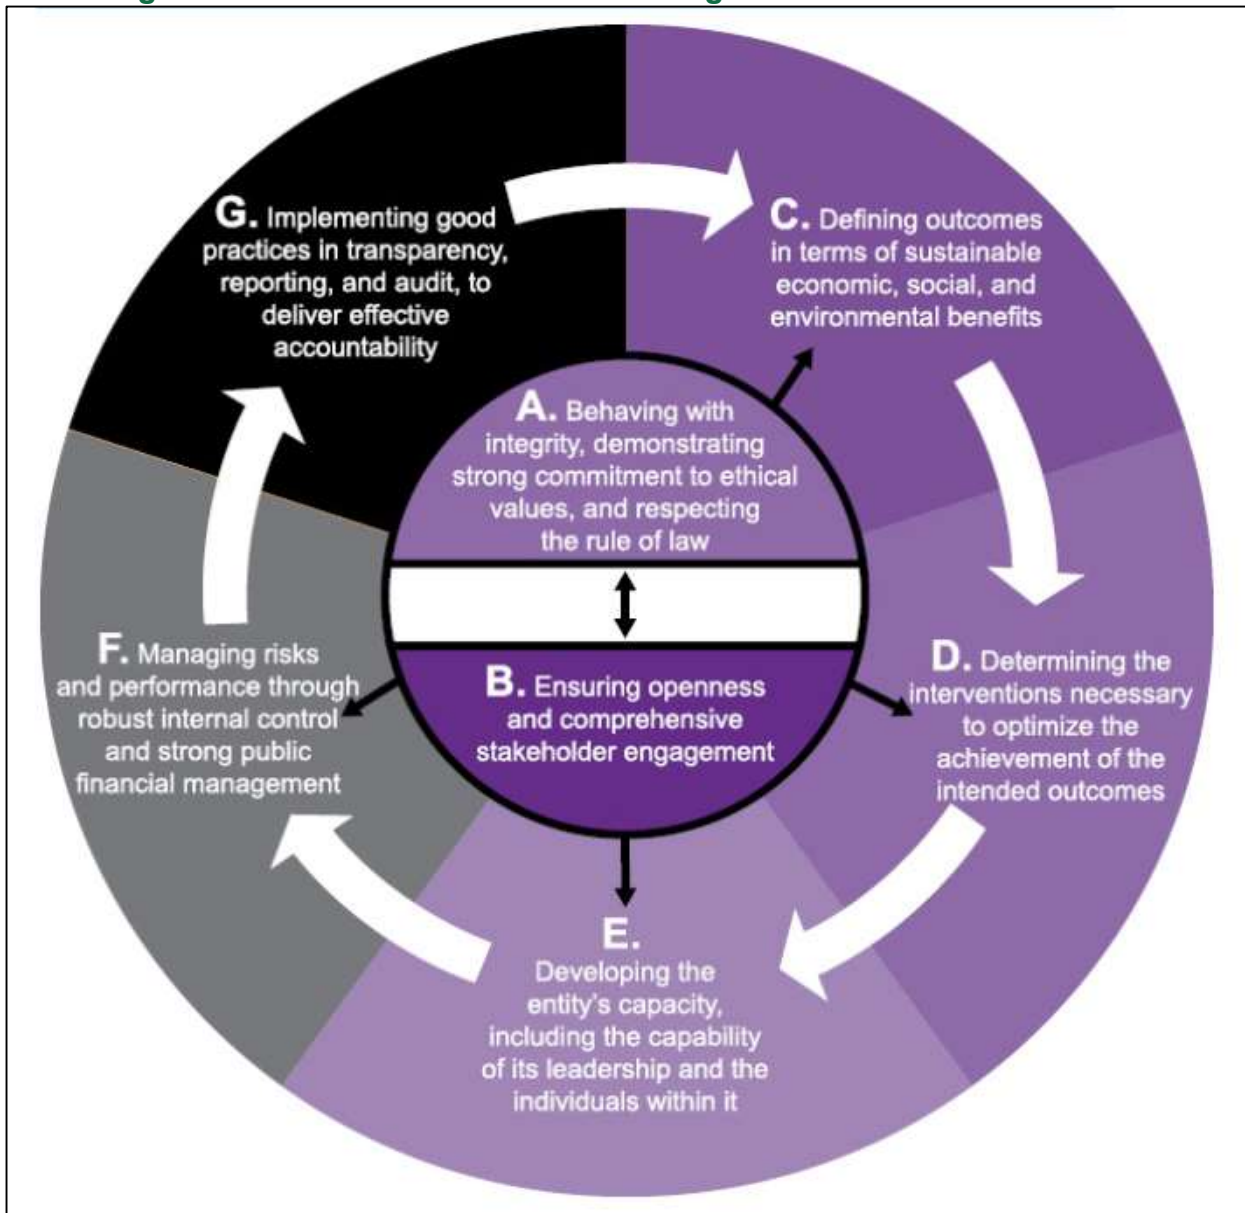 A. Behaving with
integrity, demonstrating
strong commitment to ethical
values, and respecting
the rule of law
B. Ensuring openness
and comprehensive
stakeholder engagement
C. Defining outcomes
in terms of sustainable
economic, social, and
environmental benefits
D. Determining the
interventions necessary
to optimize the
achievement of the
intended outcomes
E.
Developing the
entity's capacity,
including the capability
of its leadership and the
individuals within it
F. Managing risks
and performance through
robust internal control
and strong public
financial management
G. Implementing good
practices in transparency,
reporting, and audit, to
deliver effective
accountability